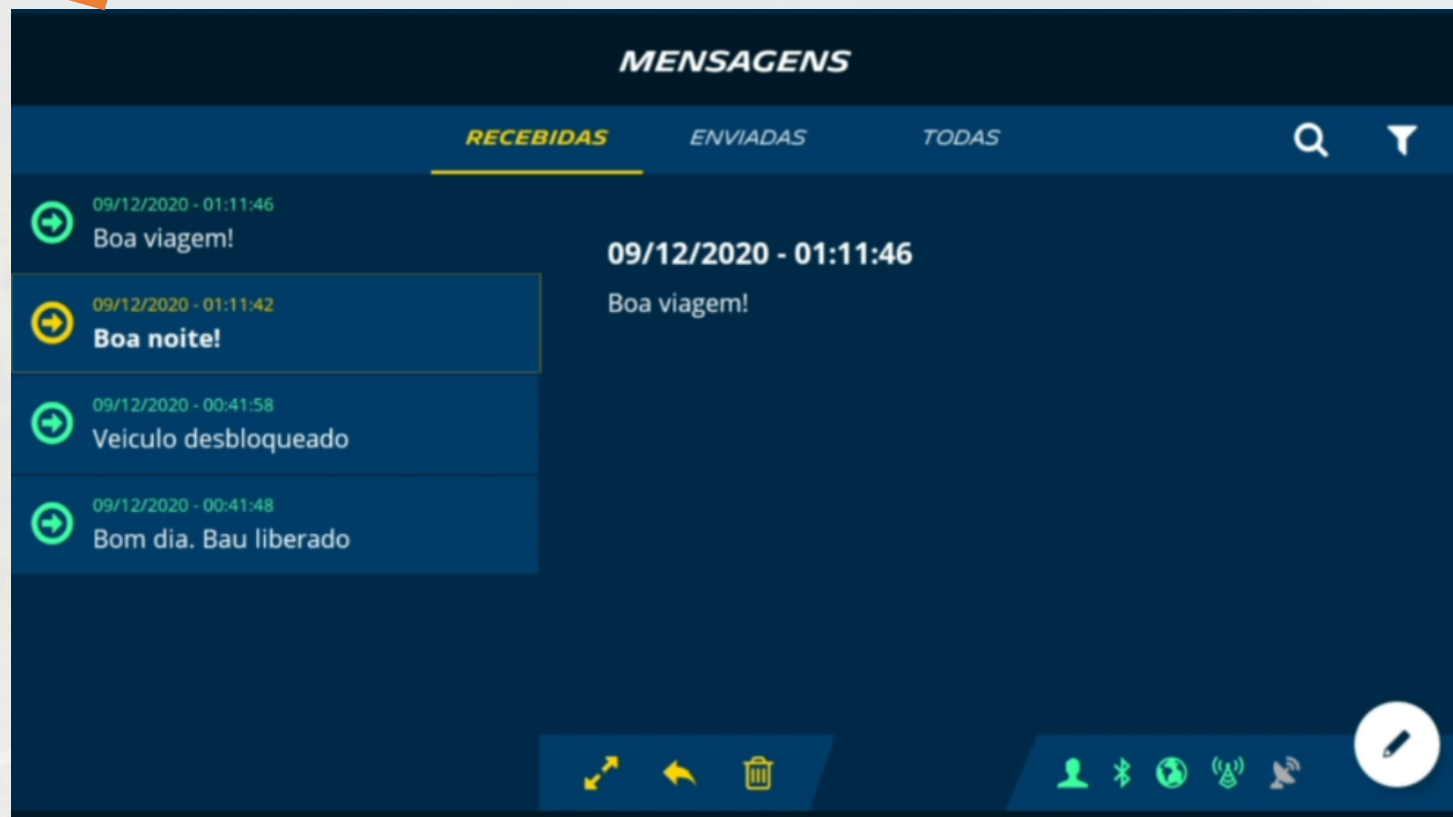 MENSAGENS
RECEBIDAS ENVIADAS TODAS
09/12/2020 - 01:11:46
Boa viagem!
09/12/2020 - 01:11:42
Boa noite!
09/12/2020 - 00:41:58
Veiculo desbloqueado
09/12/2020 - 00:41:48
Bom dia. Bau liberado
09/12/2020 - 01:11:46
Boa viagem!